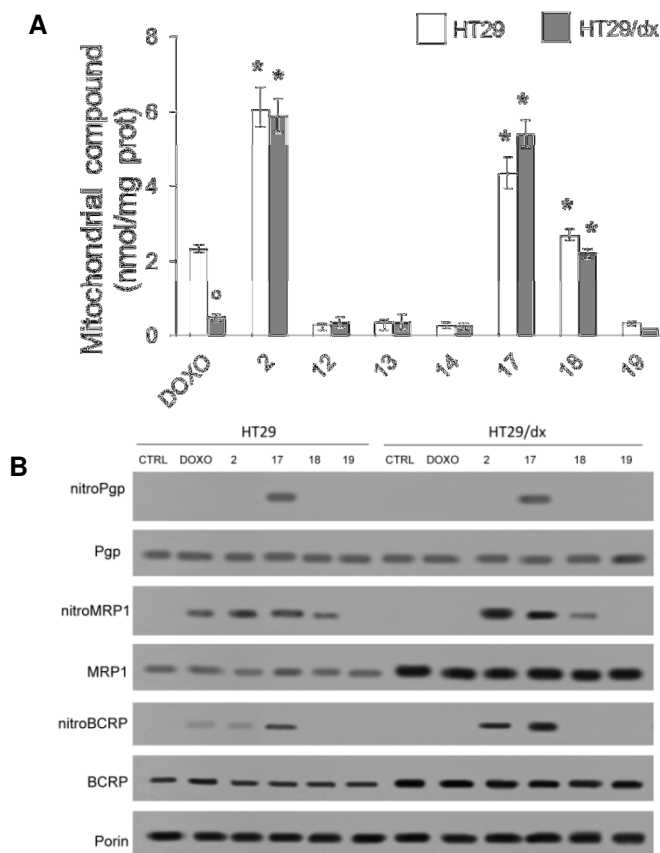 A
8
6
4
2
0
Mitochondrial compound
(nmol/mg prot)
HT29
HT29/dx
* *
°
* *
* *
DOXO 2 12 13 14 17 18 19
B
HT29 HT29/dx
CTRL DOXO 2 17 18 19 CTRL DOXO 2 17 18 19
nitroPgp
Pgp
nitroMRP1
MRP1
nitroBCRP
BCRP
Porin